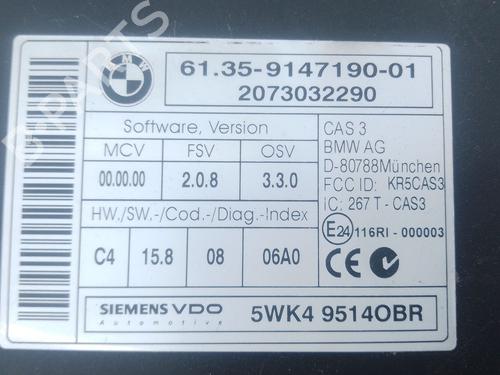 B-PARTS
BMW
61.35-9147190-01
2073032290
Software, Version
MCV FSV OSV
00.00.00 2.0.8 3.3.0
HW./SW.-/Cod.-/Diag.-Index
C4 15.8 08 06A0
CAS 3
BMW AG
D-80788München
FCC ID: KR5CAS3
IC: 267 T - CAS3
E24 116RI - 000003
CE
SIEMENS VDO
Automotive
5WK4 9514OBR